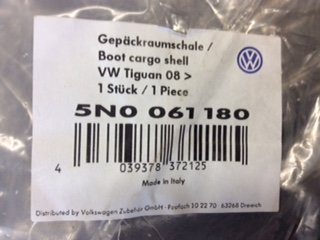 Gepäckraumschale /
Boot cargo shell
VW Tiguan 08 >
1 Stück / 1 Piece
5N0 061 180
4 039378 372125
Made in Italy
Distributed by Volkswagen Zubehör GmbH · Postfach 10 22 70 · 63268 Dreieich